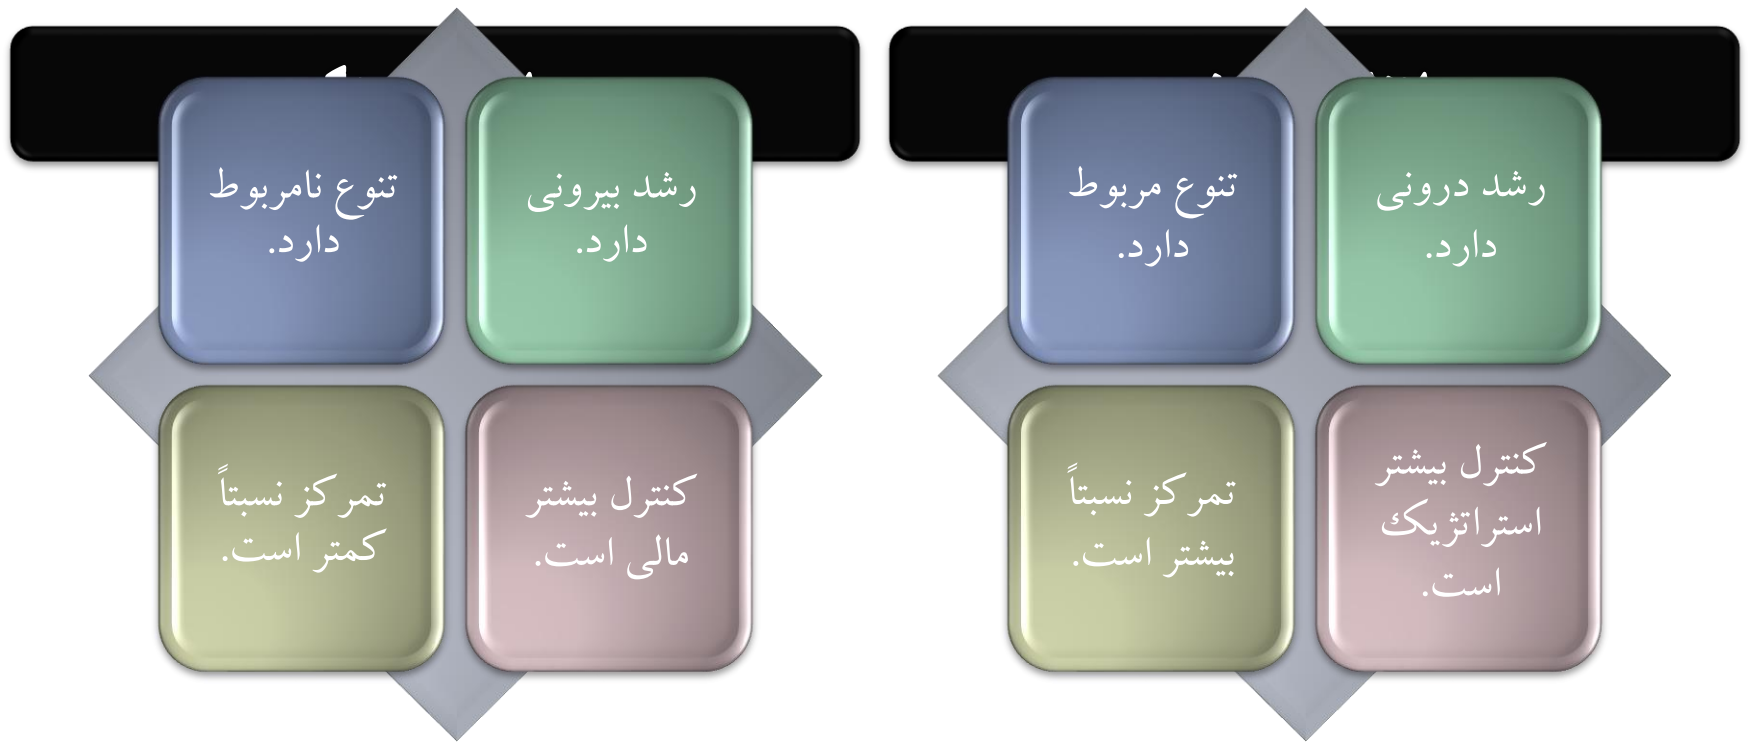 رشد درونی
دارد.
تنوع مربوط
دارد.
کنترل بیشتر
استراتژیک
است.
تمرکز نسبتاً
بیشتر است.
رشد بیرونی
دارد.
تنوع نامربوط
دارد.
کنترل بیشتر
مالی است.
تمرکز نسبتاً
کمتر است.